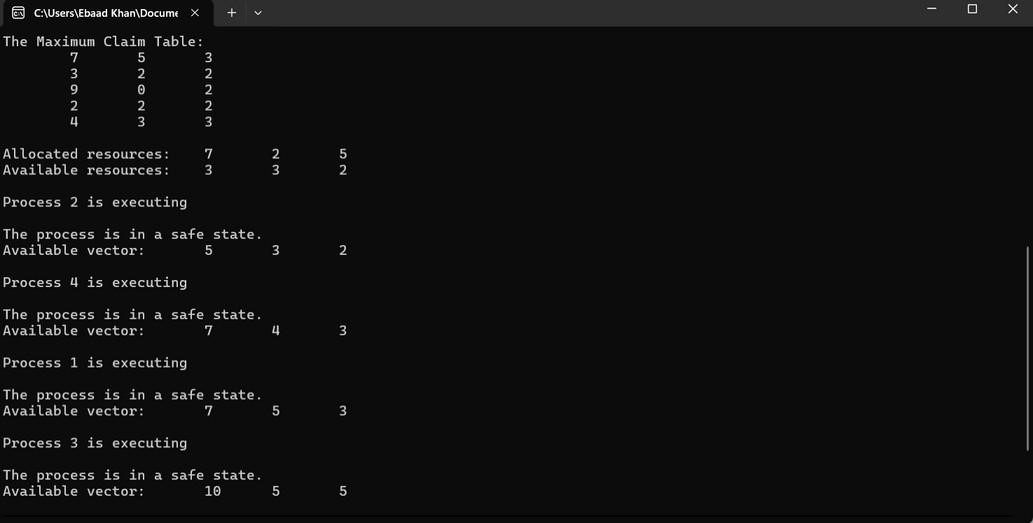 C:\Users\Ebaad Khan\Docume
The Maximum Claim Table:
7 5 3
3 2 2
9 0 2
2 2 2
4 3 3
Allocated resources: 7 2 5
Available resources: 3 3 2
Process 2 is executing
The process is in a safe state.
Available vector: 5 3 2
Process 4 is executing
The process is in a safe state.
Available vector: 7 4 3
Process 1 is executing
The process is in a safe state.
Available vector: 7 5 3
Process 3 is executing
The process is in a safe state.
Available vector: 10 5 5